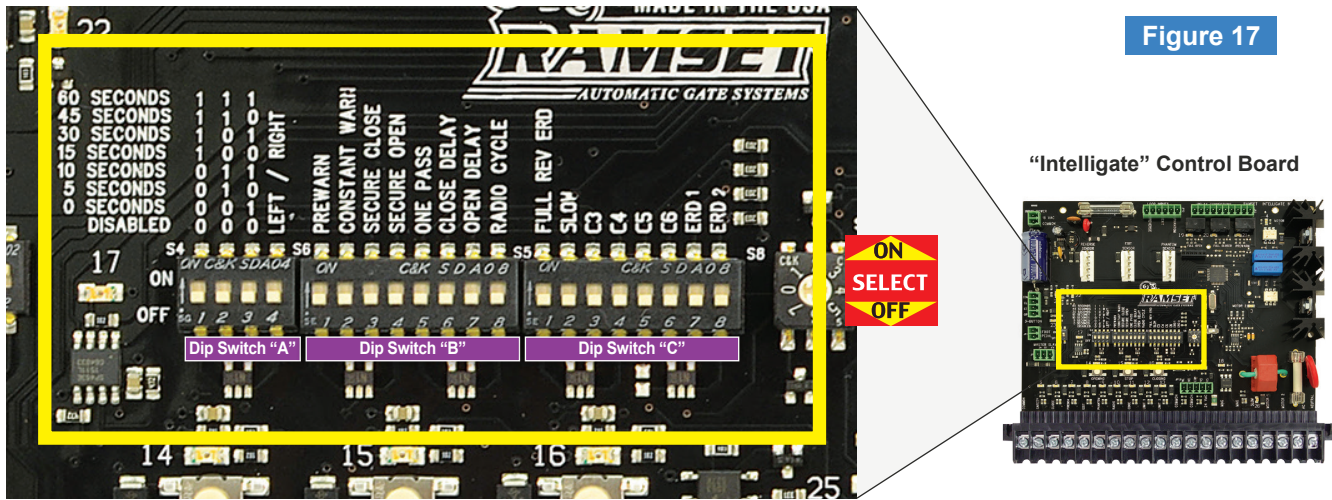 22
MADE IN THE USA
RAMSET
AUTOMATIC GATE SYSTEMS
60 SECONDS 1 1 1
45 SECONDS 1 1 0
30 SECONDS 1 0 1
15 SECONDS 1 0 0
10 SECONDS 0 1 1
5 SECONDS 0 1 0
0 SECONDS 0 0 1
DISABLED 0 0 0
LEFT / RIGHT
PREWARN
CONSTANT WARN
SECURE CLOSE
SECURE OPEN
ONE PASS
CLOSE DELAY
OPEN DELAY
RADIO CYCLE
FULL REV ERD
SLOW
C3
C4
C5
C6
ERD 1
ERD 2
S4
S6
S5
S8
17
ON
OFF
ON C&K SDA04
1 2 3 4
ON C&K SDA08
1 2 3 4 5 6 7 8
C&K SDA08
1 2 3 4 5 6 7 8
C&K
Dip Switch “A”
Dip Switch “B”
Dip Switch “C”
14
15
16
25
ON
SELECT
OFF
Figure 17
“Intelligate” Control Board
RAMSET